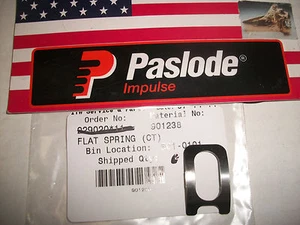 Paslode®
Impulse
Order No:
Material No:
901238
FLAT SPRING (CT)
Bin Location:
Shipped